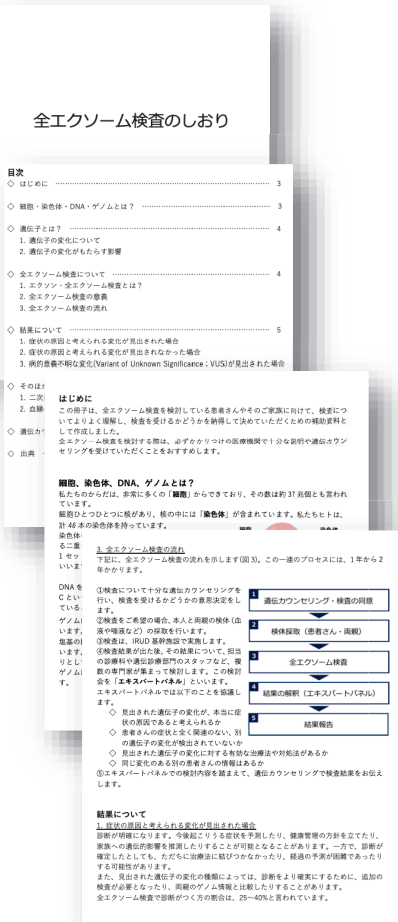 全エクソーム検査のしおり
目次
◇ はじめに 3
◇ 細胞・染色体・DNA・ゲノムとは？ 3
◇ 遺伝子とは？ 4
1. 遺伝子の変化について
2. 遺伝子の変化がもたらす影響
◇ 全エクソーム検査について 4
1. エクソン・全エクソーム検査とは？
2. 全エクソーム検査の意義
3. 全エクソーム検査の流れ
◇ 結果について 5
1. 症状の原因と考えられる変化が見出された場合
2. 症状の原因と考えられる変化が見出されなかった場合
3. 病的意義不明な変化(Variant of Unknown Significance；VUS)が見出された場合
◇ そのほか
1. 二次
2. 血縁
◇ 遺伝カウ
◇ 出典
はじめに
この冊子は、全エクソーム検査を検討している患者さんやそのご家族に向けて、検査につ
いてよりよく理解し、検査を受けるかどうかを納得して決めていただくための補助資料と
して作成しました。
全エクソーム検査を検討する際は、必ずかかりつけの医療機関で十分な説明や遺伝カウン
セリングを受けていただくことをおすすめします。
細胞、染色体、DNA、ゲノムとは？
私たちのからだは、非常に多くの「細胞」からできており、その数は約 37 兆個とも言われ
ています。
細胞ひとつひとつに核があり、核の中には「染色体」が含まれています。私たちヒトは、
計 46 本の染色体を持っています。
染色体
る二重
1 セッ
いいま
DNA を
C とい
ている
ゲノム
います。
塩基の
います。
りとし
ゲノム
す。
3. 全エクソーム検査の流れ
下記に、全エクソーム検査の流れを示します(図 3)。この一連のプロセスには、1 年から 2
年かかります。
①検査について十分な遺伝カウンセリングを
行い、検査を受けるかどうかの意思決定をし
ます。
②検査をご希望の場合、本人と両親の検体(血
液や唾液など) の採取を行います。
③検査は、IRUD 基幹施設で実施します。
④検査結果が出た後、その結果について、担当
の診療科や遺伝診療部門のスタッフなど、複
数の専門家が集まって検討します。この検討
会を「エキスパートパネル」といいます。
エキスパートパネルでは以下のことを協議し
ます。
◇ 見出された遺伝子の変化が、本当に症
状の原因であると考えられるか
◇ 患者さんの症状と全く関連のない、別
の遺伝子の変化が検出されていないか
◇ 見出された遺伝子の変化に対する有効な治療法や対処法があるか
◇ 同じ変化のある別の患者さんの情報はあるか
⑤エキスパートパネルでの検討内容を踏まえて、遺伝カウンセリングで検査結果をお伝え
します。
1 遺伝カウンセリング・検査の同意
2 検体採取（患者さん・両親）
3 全エクソーム検査
4 結果の解釈（エキスパートパネル）
5 結果報告
結果について
1. 症状の原因と考えられる変化が見出された場合
診断が明確になります。今後起こりうる症状を予測したり、健康管理の方針を立てたり、
家族への遺伝的影響を推測したりすることが可能となることがあります。一方で、診断が
確定したとしても、ただちに治療法に結びつかなかったり、経過の予測が困難であったり
する可能性があります。
また、見出された遺伝子の変化の種類によっては、診断をより確実にするために、追加の
検査が必要となったり、両親のゲノム情報と比較したりすることがあります。
全エクソーム検査で診断がつく方の割合は、25～40%と言われています。